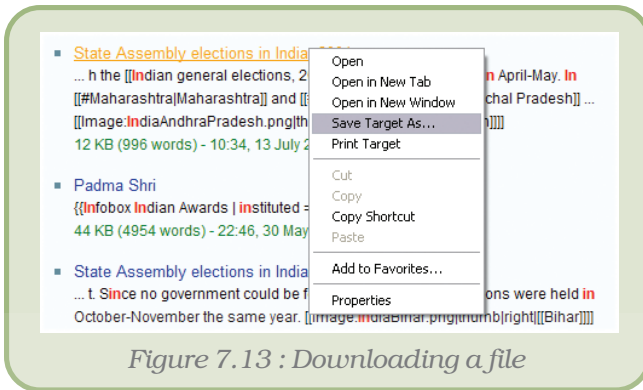 State Assembly elections in India
... h the [[Indian general elections, 2 n April-May. In
[[#Maharashtra|Maharashtra]] and [[ chal Pradesh]] ...
[[Image:IndiaAndhraPradesh.png|th ]]]]
12 KB (996 words) - 10:34, 13 July 2
Padma Shri
{{Infobox Indian Awards | instituted =
44 KB (4954 words) - 22:46, 30 May
State Assembly elections in India
... t. Since no government could be f ons were held in
October-November the same year. [[Image:IndiaBihar.png|thumb|right|[[Bihar]]]]
Open
Open in New Tab
Open in New Window
Save Target As...
Print Target
Cut
Copy
Copy Shortcut
Paste
Add to Favorites...
Properties
Figure 7.13 : Downloading a file